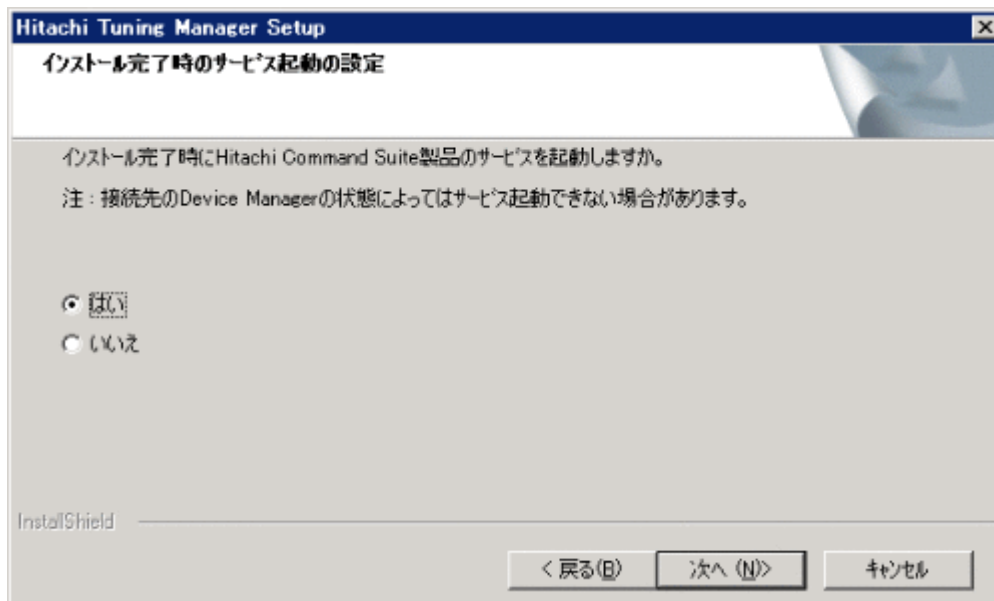 Hitachi Tuning Manager Setup
インストール完了時のサービス起動の設定
インストール完了時にHitachi Command Suite製品のサービスを起動しますか。
注：接続先のDevice Managerの状態によってはサービス起動できない場合があります。
はい
いいえ
InstallShield
< 戻る(B)
次へ (N)>
キャンセル